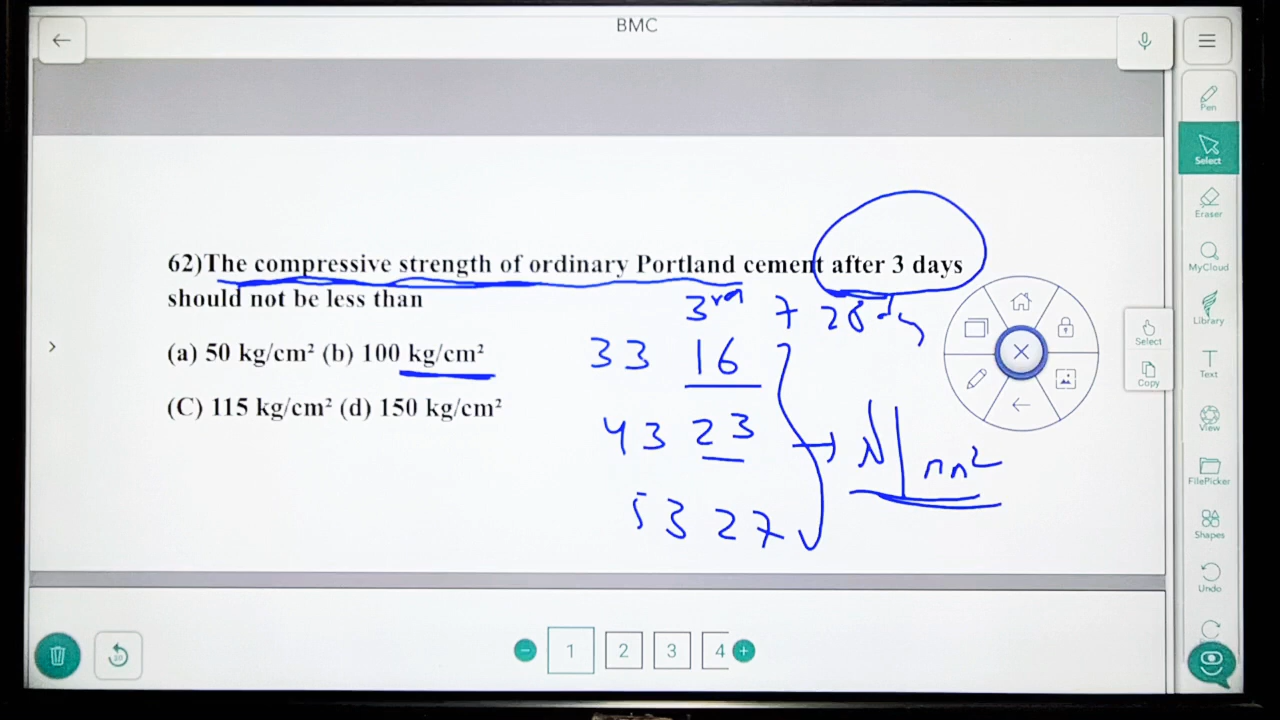 BMC
62)The compressive strength of ordinary Portland cement after 3 days
should not be less than
(a) 50 kg/cm² (b) 100 kg/cm²
(C) 115 kg/cm² (d) 150 kg/cm²
3rd 7 28 day
33 16
43 23
53 27
N/mm²
Pen
Select
Eraser
MyCloud
Library
Text
View
FilePicker
Shapes
Undo
Select
Copy
1 2 3 4